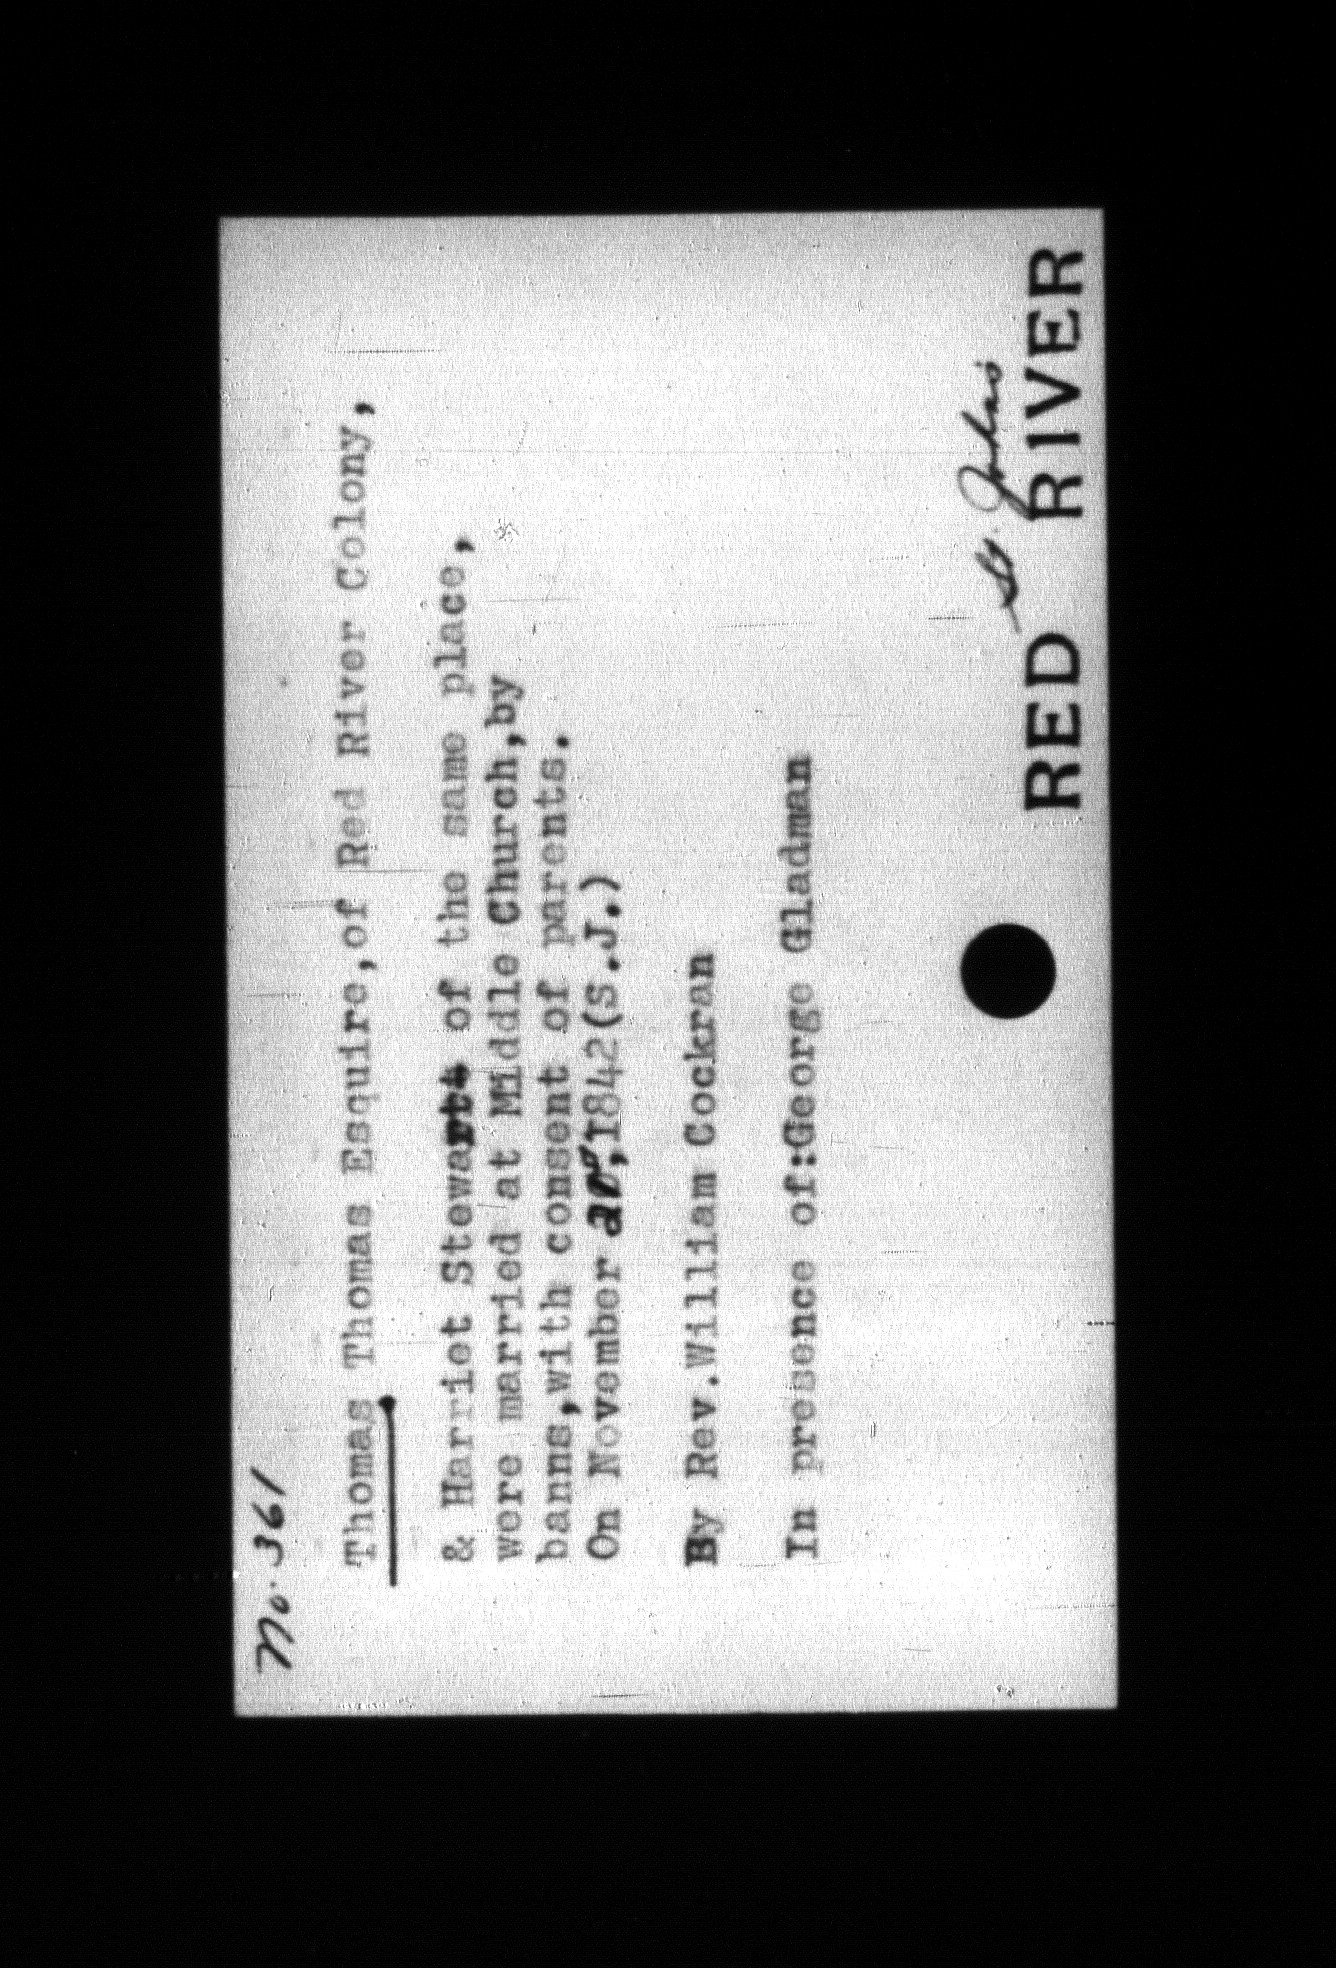 No. 361
Thomas Thomas Esquire,of Red River Colony,
& Harriet Stewart of the same place,
were married at Middle Church,by
banns,with consent of parents.
On November ,1842(S.J.)
By Rev.William Cockran
In presence of:George Gladman
St. Johns
RED RIVER